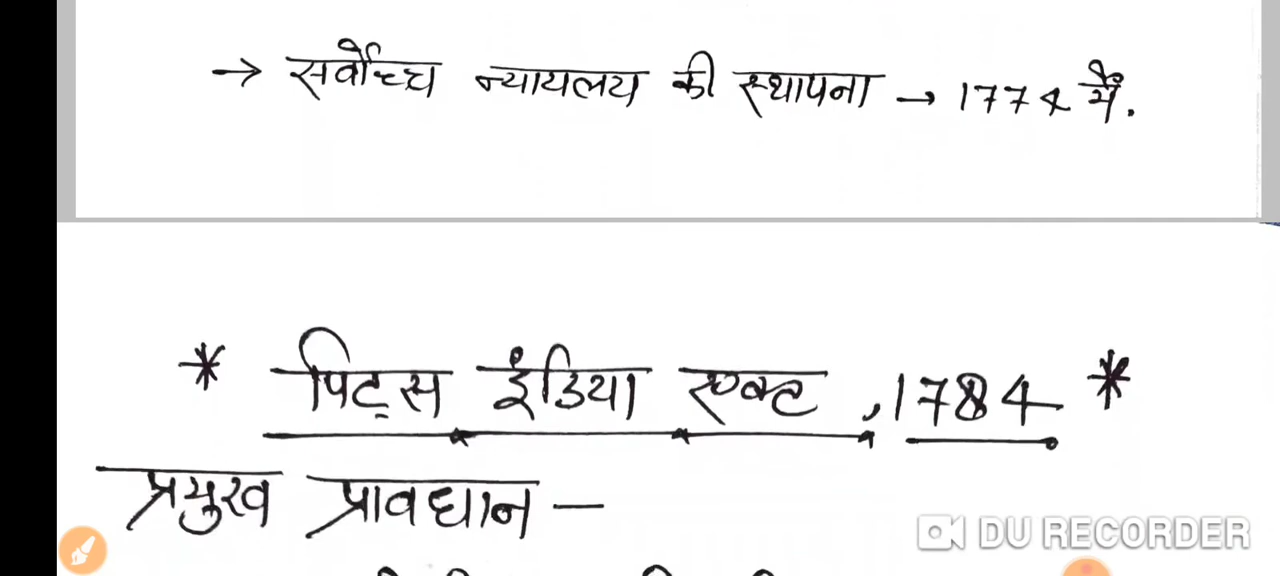 → सर्वोच्च न्यायलय की स्थापना → 1774 में.
* पिट्स इंडिया एक्ट, 1784 *
प्रमुख प्रावधान –
DU RECORDER